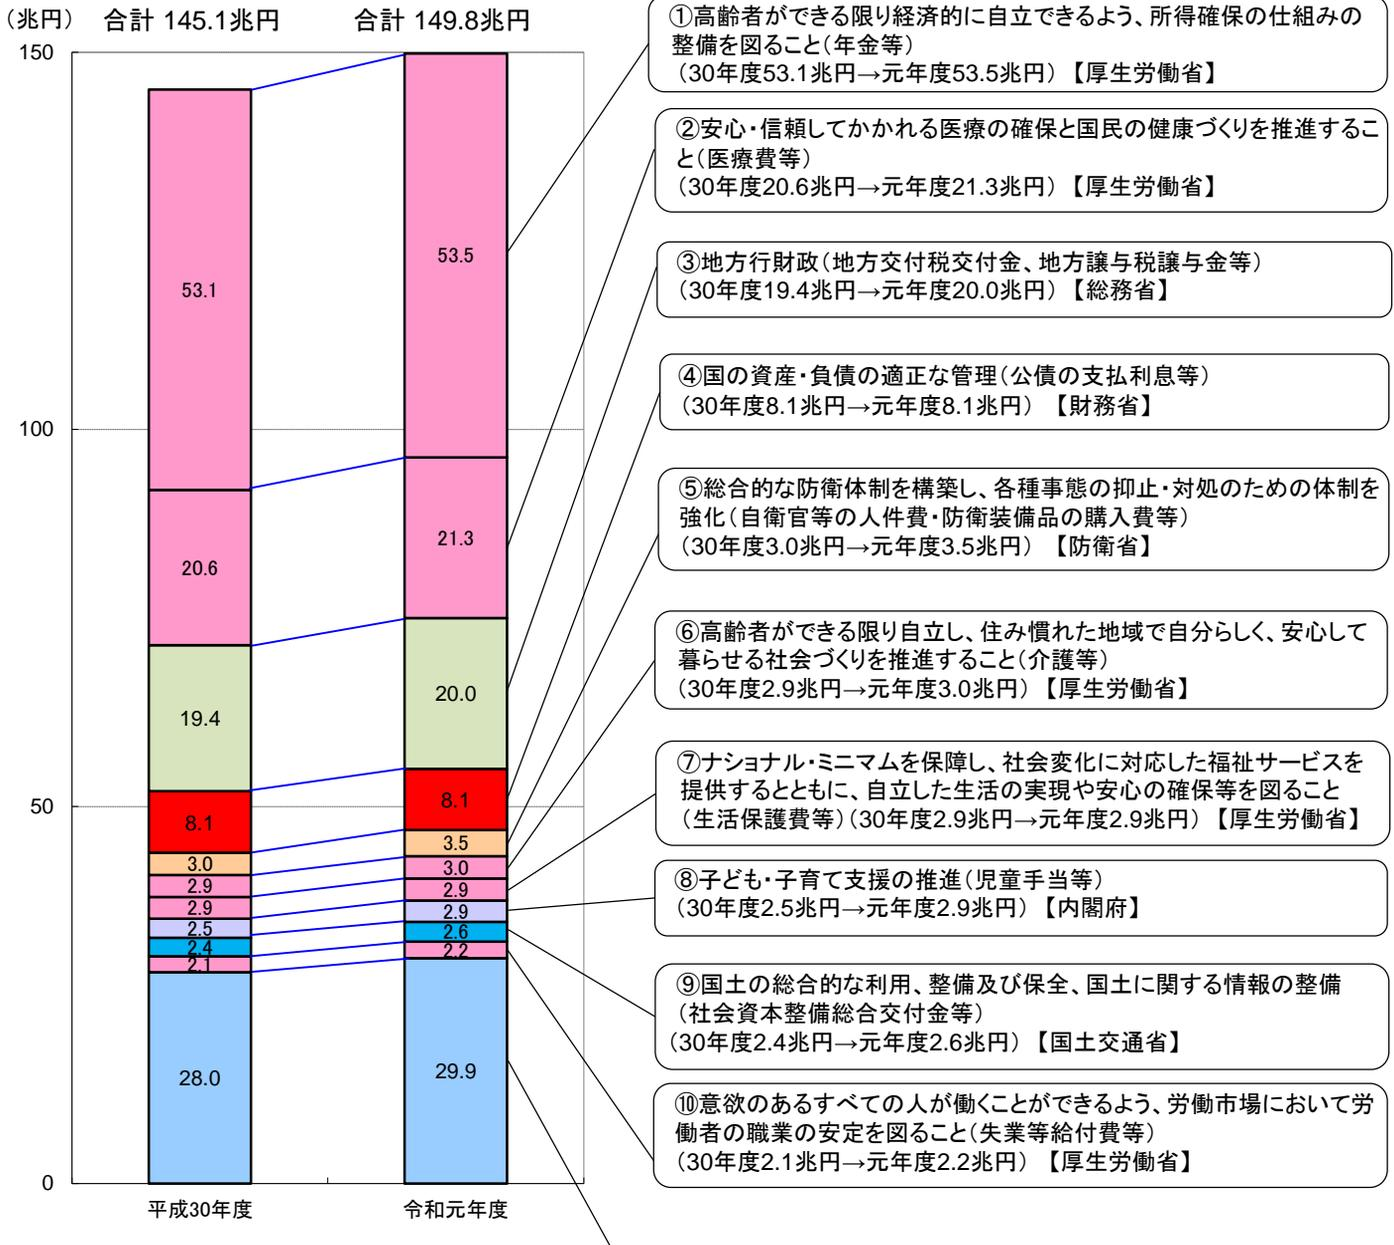 (兆円) 合計 145.1兆円 合計 149.8兆円
150
100
50
0
53.1
20.6
19.4
8.1
3.0
2.9
2.9
2.5
2.4
2.1
28.0
平成30年度
53.5
21.3
20.0
8.1
3.5
3.0
2.9
2.9
2.6
2.2
29.9
令和元年度
①高齢者ができる限り経済的に自立できるよう、所得確保の仕組みの
整備を図ること(年金等)
(30年度53.1兆円→元年度53.5兆円) 【厚生労働省】
②安心・信頼してかかれる医療の確保と国民の健康づくりを推進するこ
と(医療費等)
(30年度20.6兆円→元年度21.3兆円) 【厚生労働省】
③地方行財政(地方交付税交付金、地方譲与税譲与金等)
(30年度19.4兆円→元年度20.0兆円) 【総務省】
④国の資産・負債の適正な管理(公債の支払利息等)
(30年度8.1兆円→元年度8.1兆円) 【財務省】
⑤総合的な防衛体制を構築し、各種事態の抑止・対処のための体制を
強化(自衛官等の人件費・防衛装備品の購入費等)
(30年度3.0兆円→元年度3.5兆円) 【防衛省】
⑥高齢者ができる限り自立し、住み慣れた地域で自分らしく、安心して
暮らせる社会づくりを推進すること(介護等)
(30年度2.9兆円→元年度3.0兆円) 【厚生労働省】
⑦ナショナル・ミニマムを保障し、社会変化に対応した福祉サービスを
提供するとともに、自立した生活の実現や安心の確保等を図ること
(生活保護費等)(30年度2.9兆円→元年度2.9兆円) 【厚生労働省】
⑧子ども・子育て支援の推進(児童手当等)
(30年度2.5兆円→元年度2.9兆円) 【内閣府】
⑨国土の総合的な利用、整備及び保全、国土に関する情報の整備
(社会資本整備総合交付金等)
(30年度2.4兆円→元年度2.6兆円) 【国土交通省】
⑩意欲のあるすべての人が働くことができるよう、労働市場において労
働者の職業の安定を図ること(失業等給付費等)
(30年度2.1兆円→元年度2.2兆円) 【厚生労働省】